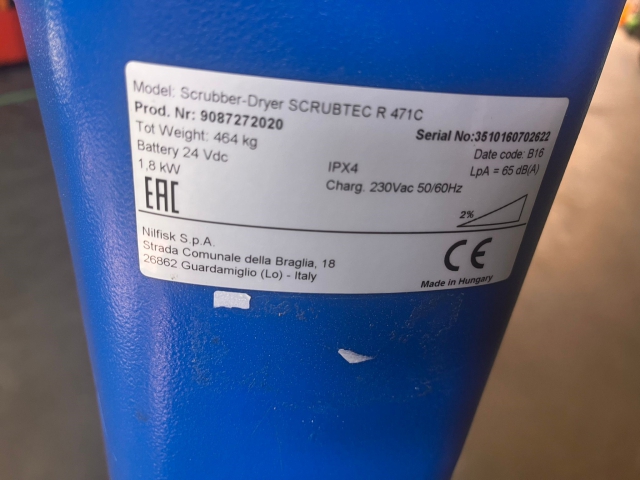 Model: Scrubber-Dryer SCRUBTEC R 471C
Prod. Nr: 9087272020
Serial No:3510160702622
Tot Weight: 464 kg
Date code: B16
Battery 24 Vdc
IPX4
LpA = 65 dB(A)
1,8 kW
Charg. 230Vac 50/60Hz
EAC
2%
Nilfisk S.p.A.
Strada Comunale della Braglia, 18
26862 Guardamiglio (Lo) - Italy
CE
Made in Hungary